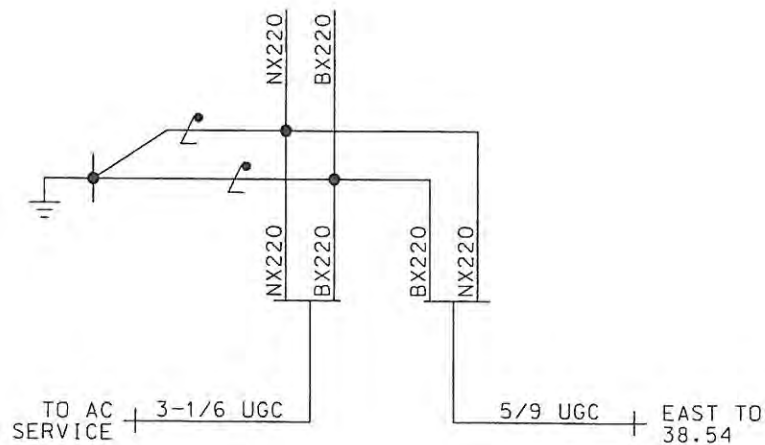 NX220
BX220
NX220
BX220
BX220
NX220
TO AC
SERVICE
3-1/6 UGC
5/9 UGC
EAST TO
38.54